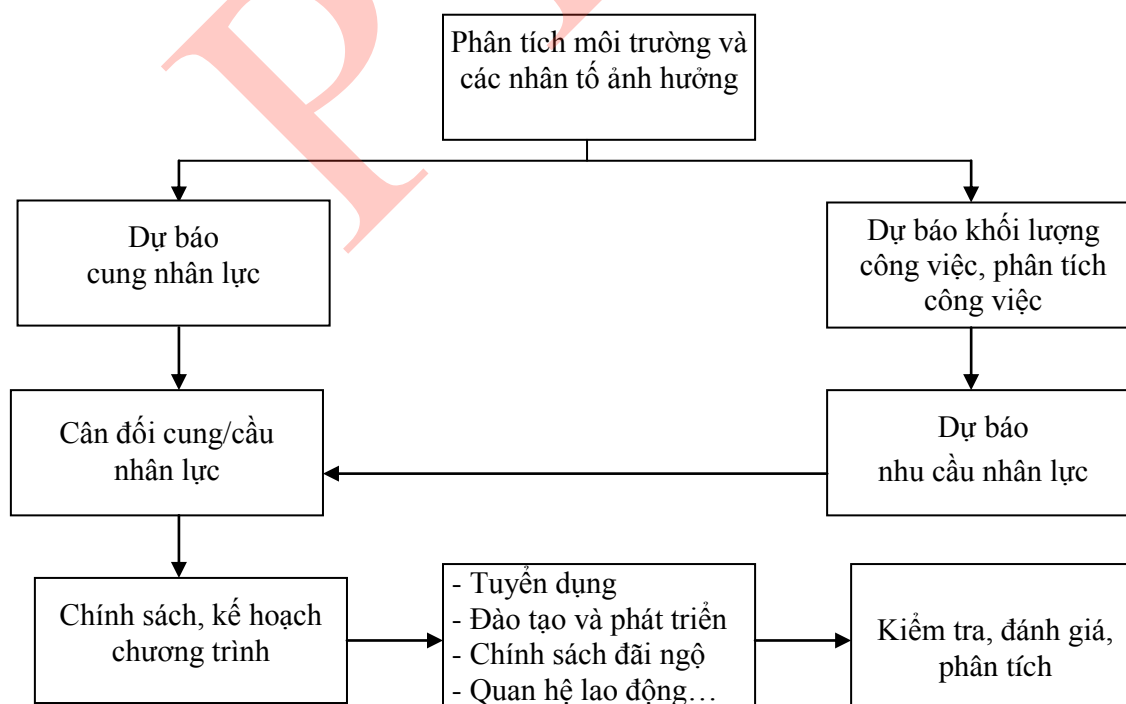 Phân tích môi trường và
các nhân tố ảnh hưởng
Dự báo
cung nhân lực
Dự báo khối lượng
công việc, phân tích
công việc
Cân đối cung/cầu
nhân lực
Dự báo
nhu cầu nhân lực
Chính sách, kế hoạch
chương trình
- Tuyển dụng
- Đào tạo và phát triển
- Chính sách đãi ngộ
- Quan hệ lao động…
Kiểm tra, đánh giá,
phân tích